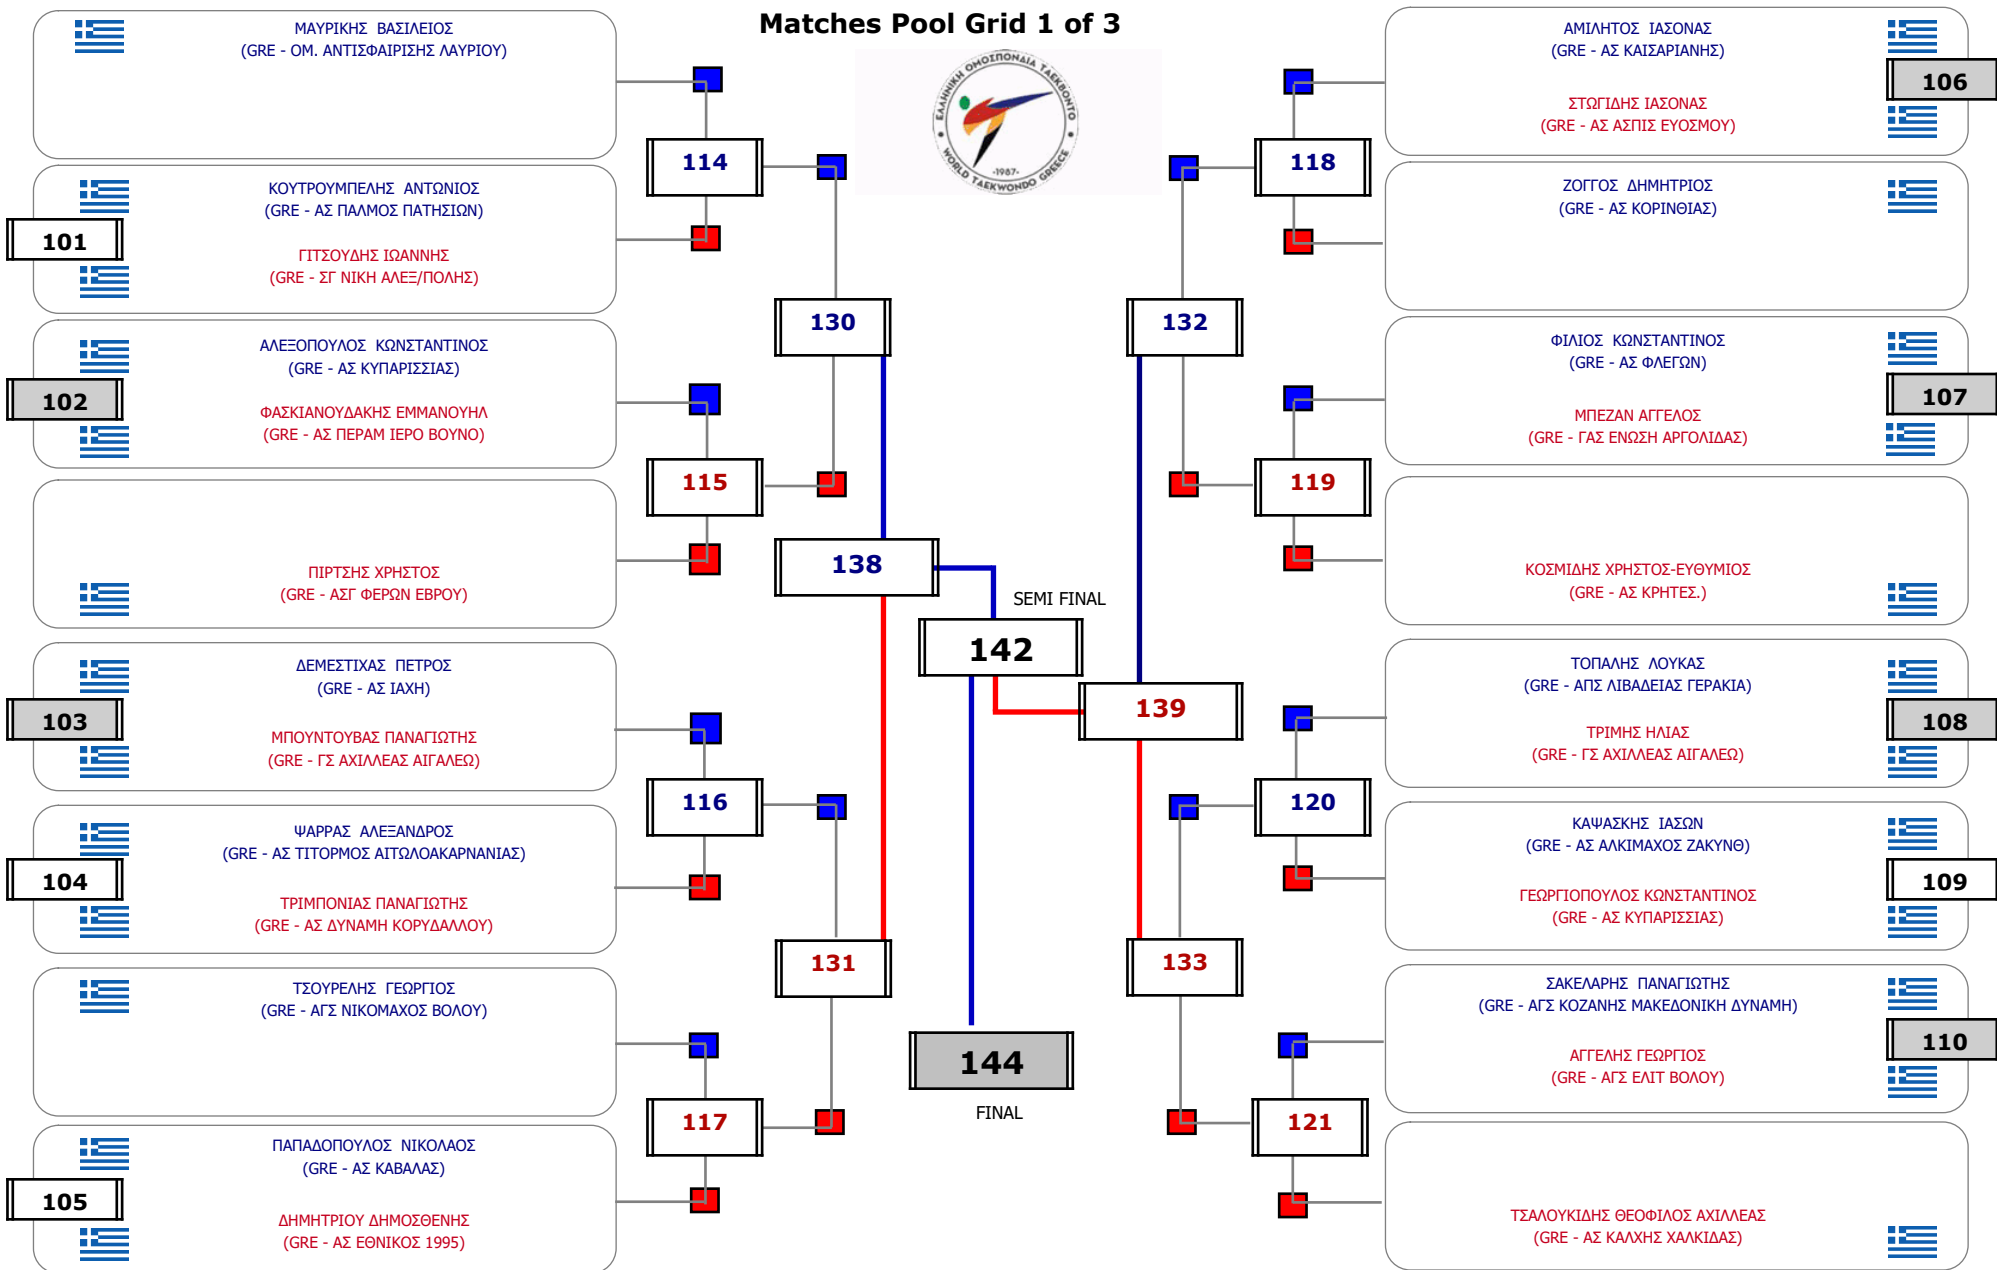 Matches Pool Grid 1 of 3
ΕΛΛΗΝΙΚΗ ΟΜΟΣΠΟΝΔΙΑ ΤΑΕΚΒΟΝΤΟ
-1987-
WORLD TAEKWONDO GREECE
ΜΑΥΡΙΚΗΣ ΒΑΣΙΛΕΙΟΣ
(GRE - ΟΜ. ΑΝΤΙΣΦΑΙΡΙΣΗΣ ΛΑΥΡΙΟΥ)
101
ΚΟΥΤΡΟΥΜΠΕΛΗΣ ΑΝΤΩΝΙΟΣ
(GRE - ΑΣ ΠΑΛΜΟΣ ΠΑΤΗΣΙΩΝ)
ΓΙΤΣΟΥΔΗΣ ΙΩΑΝΝΗΣ
(GRE - ΣΓ ΝΙΚΗ ΑΛΕΞ/ΠΟΛΗΣ)
102
ΑΛΕΞΟΠΟΥΛΟΣ ΚΩΝΣΤΑΝΤΙΝΟΣ
(GRE - ΑΣ ΚΥΠΑΡΙΣΣΙΑΣ)
ΦΑΣΚΙΑΝΟΥΔΑΚΗΣ ΕΜΜΑΝΟΥΗΛ
(GRE - ΑΣ ΠΕΡΑΜ ΙΕΡΟ ΒΟΥΝΟ)
ΠΙΡΤΣΗΣ ΧΡΗΣΤΟΣ
(GRE - ΑΣΓ ΦΕΡΩΝ ΕΒΡΟΥ)
103
ΔΕΜΕΣΤΙΧΑΣ ΠΕΤΡΟΣ
(GRE - ΑΣ ΙΑΧΗ)
ΜΠΟΥΝΤΟΥΒΑΣ ΠΑΝΑΓΙΩΤΗΣ
(GRE - ΓΣ ΑΧΙΛΛΕΑΣ ΑΙΓΑΛΕΩ)
104
ΨΑΡΡΑΣ ΑΛΕΞΑΝΔΡΟΣ
(GRE - ΑΣ ΤΙΤΟΡΜΟΣ ΑΙΤΩΛΟΑΚΑΡΝΑΝΙΑΣ)
ΤΡΙΜΠΟΝΙΑΣ ΠΑΝΑΓΙΩΤΗΣ
(GRE - ΑΣ ΔΥΝΑΜΗ ΚΟΡΥΔΑΛΛΟΥ)
ΤΣΟΥΡΕΛΗΣ ΓΕΩΡΓΙΟΣ
(GRE - ΑΓΣ ΝΙΚΟΜΑΧΟΣ ΒΟΛΟΥ)
105
ΠΑΠΑΔΟΠΟΥΛΟΣ ΝΙΚΟΛΑΟΣ
(GRE - ΑΣ ΚΑΒΑΛΑΣ)
ΔΗΜΗΤΡΙΟΥ ΔΗΜΟΣΘΕΝΗΣ
(GRE - ΑΣ ΕΘΝΙΚΟΣ 1995)
114
115
116
117
130
131
138
SEMI FINAL
142
139
144
FINAL
132
133
118
119
120
121
ΑΜΙΛΗΤΟΣ ΙΑΣΟΝΑΣ
(GRE - ΑΣ ΚΑΙΣΑΡΙΑΝΗΣ)
106
ΣΤΩΓΙΔΗΣ ΙΑΣΟΝΑΣ
(GRE - ΑΣ ΑΣΠΙΣ ΕΥΟΣΜΟΥ)
ΖΟΓΓΟΣ ΔΗΜΗΤΡΙΟΣ
(GRE - ΑΣ ΚΟΡΙΝΘΙΑΣ)
ΦΙΛΙΟΣ ΚΩΝΣΤΑΝΤΙΝΟΣ
(GRE - ΑΣ ΦΛΕΓΩΝ)
107
ΜΠΕΖΑΝ ΑΓΓΕΛΟΣ
(GRE - ΓΑΣ ΕΝΩΣΗ ΑΡΓΟΛΙΔΑΣ)
ΚΟΣΜΙΔΗΣ ΧΡΗΣΤΟΣ-ΕΥΘΥΜΙΟΣ
(GRE - ΑΣ ΚΡΗΤΕΣ.)
ΤΟΠΑΛΗΣ ΛΟΥΚΑΣ
(GRE - ΑΠΣ ΛΙΒΑΔΕΙΑΣ ΓΕΡΑΚΙΑ)
108
ΤΡΙΜΗΣ ΗΛΙΑΣ
(GRE - ΓΣ ΑΧΙΛΛΕΑΣ ΑΙΓΑΛΕΩ)
ΚΑΨΑΣΚΗΣ ΙΑΣΩΝ
(GRE - ΑΣ ΑΛΚΙΜΑΧΟΣ ΖΑΚΥΝΘ)
109
ΓΕΩΡΓΙΟΠΟΥΛΟΣ ΚΩΝΣΤΑΝΤΙΝΟΣ
(GRE - ΑΣ ΚΥΠΑΡΙΣΣΙΑΣ)
ΣΑΚΕΛΑΡΗΣ ΠΑΝΑΓΙΩΤΗΣ
(GRE - ΑΓΣ ΚΟΖΑΝΗΣ ΜΑΚΕΔΟΝΙΚΗ ΔΥΝΑΜΗ)
110
ΑΓΓΕΛΗΣ ΓΕΩΡΓΙΟΣ
(GRE - ΑΓΣ ΕΛΙΤ ΒΟΛΟΥ)
ΤΣΑΛΟΥΚΙΔΗΣ ΘΕΟΦΙΛΟΣ ΑΧΙΛΛΕΑΣ
(GRE - ΑΣ ΚΑΛΧΗΣ ΧΑΛΚΙΔΑΣ)